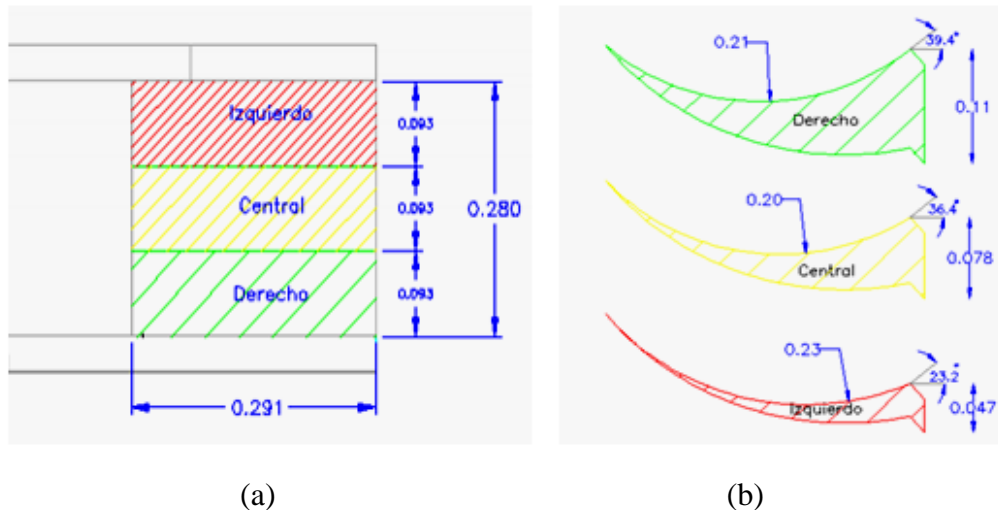 Izquierdo
0.093
Central
0.093
0.280
Derecho
0.093
0.291
(a)
0.21
39.4°
Derecho
0.11
0.20
36.4°
Central
0.078
0.23
23.2°
Izquierdo
0.047
(b)